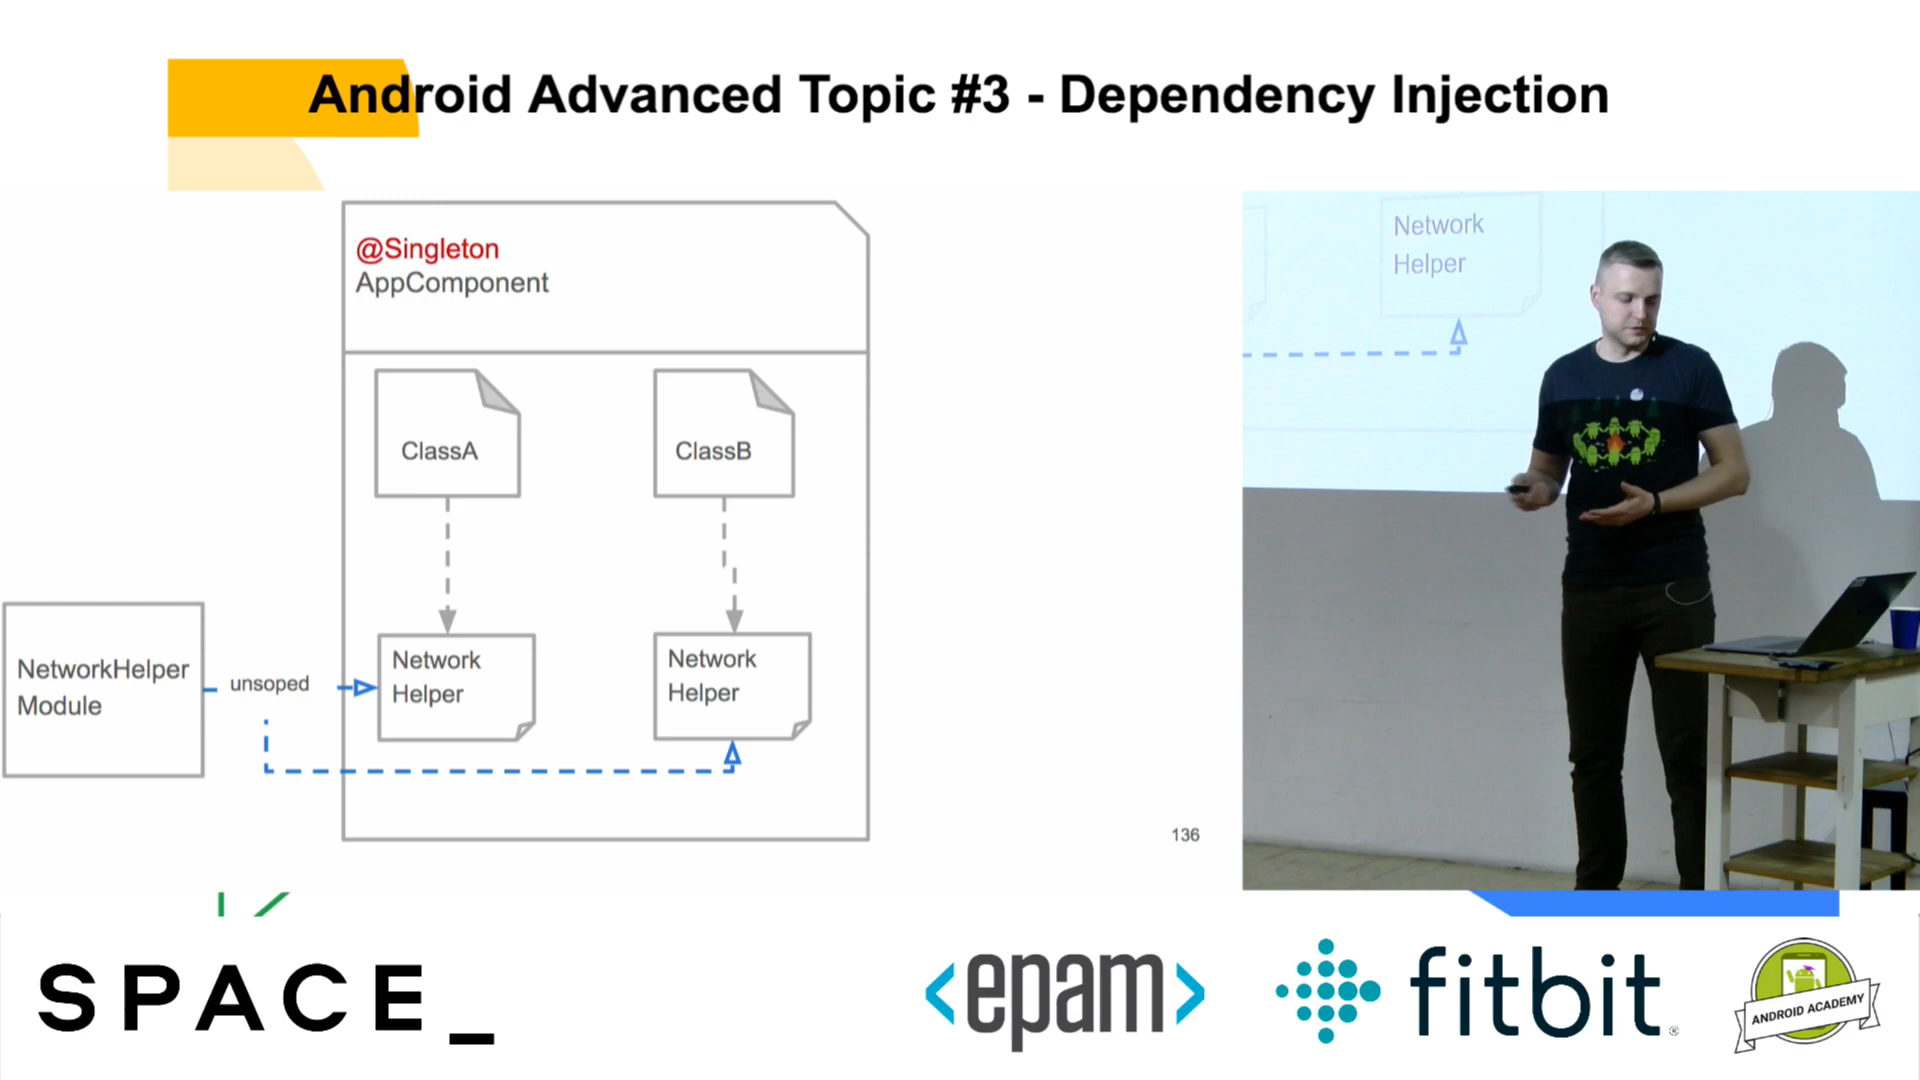 Android Advanced Topic #3 - Dependency Injection
@Singleton
AppComponent
ClassA
ClassB
NetworkHelper
Module
unsoped
Network
Helper
Network
Helper
136
Network
Helper
SPACE_
<epam>
fitbit®
ANDROID ACADEMY